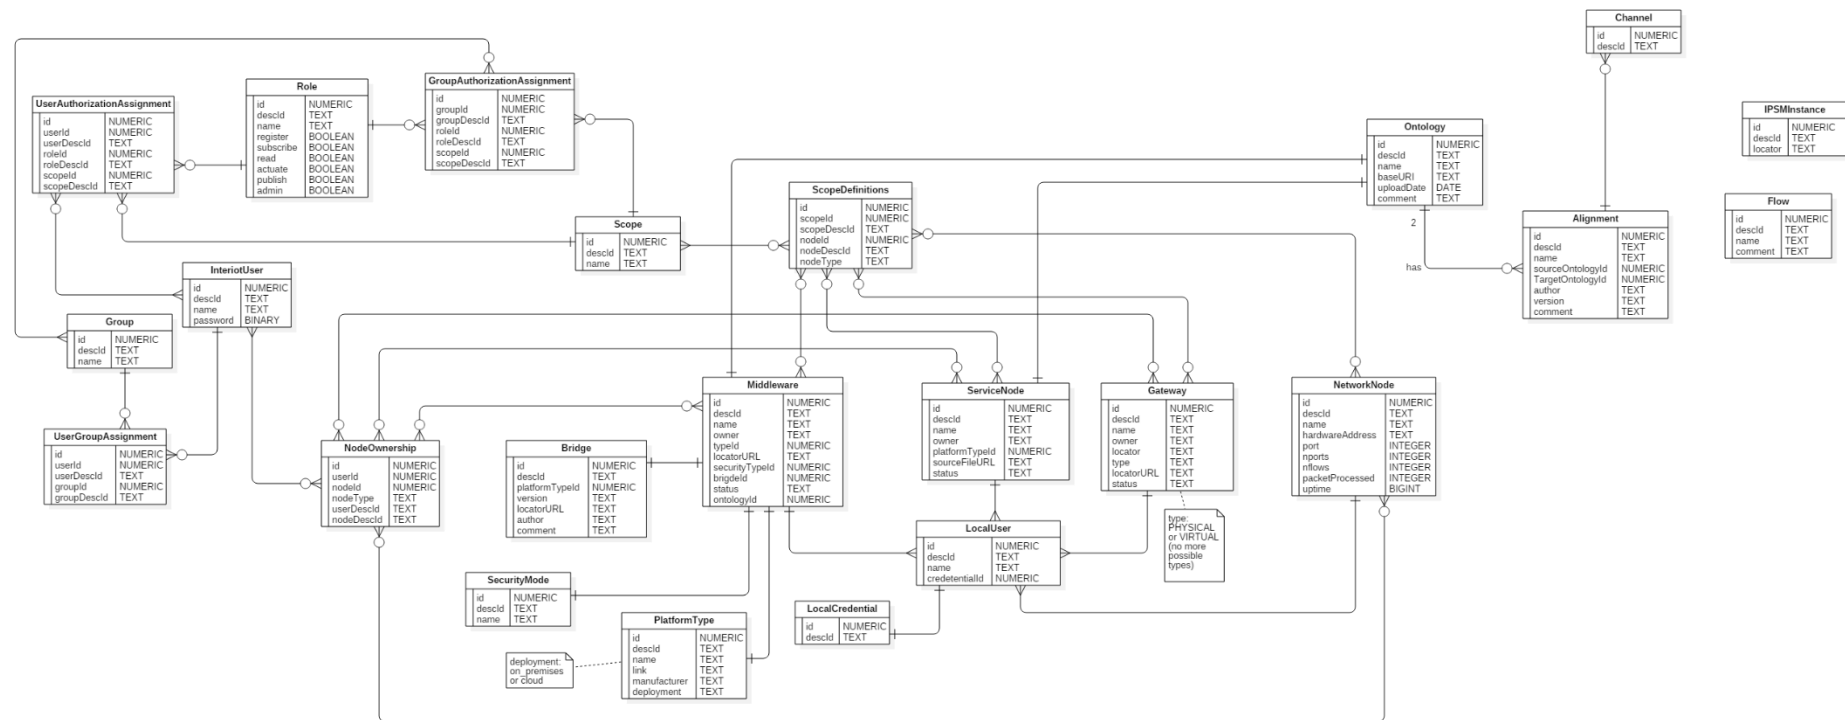 Channel
id NUMERIC
descId TEXT
GroupAuthorizationAssignment
id NUMERIC
groupId NUMERIC
groupDescId TEXT
roleId NUMERIC
roleDescId TEXT
scopeId NUMERIC
scopeDescId TEXT
Role
id NUMERIC
descId TEXT
name TEXT
register BOOLEAN
subscribe BOOLEAN
read BOOLEAN
actuate BOOLEAN
publish BOOLEAN
admin BOOLEAN
UserAuthorizationAssignment
id NUMERIC
userId NUMERIC
userDescId TEXT
roleId NUMERIC
roleDescId TEXT
scopeId NUMERIC
scopeDescId TEXT
IPSMInstance
id NUMERIC
descId TEXT
locator TEXT
Ontology
id NUMERIC
descId TEXT
name TEXT
baseURI TEXT
uploadDate DATE
comment TEXT
2
has
ScopeDefinitions
id NUMERIC
scopeId NUMERIC
scopeDescId TEXT
nodeId NUMERIC
nodeDescId TEXT
nodeType TEXT
Flow
id NUMERIC
descId TEXT
name TEXT
comment TEXT
Scope
id NUMERIC
descId TEXT
name TEXT
Alignment
id NUMERIC
descId TEXT
name TEXT
sourceOntologyId NUMERIC
TargetOntologyId NUMERIC
author TEXT
version TEXT
comment TEXT
InteriotUser
id NUMERIC
descId TEXT
name TEXT
password BINARY
Group
id NUMERIC
descId TEXT
name TEXT
Middleware
id NUMERIC
descId TEXT
name TEXT
owner TEXT
typeId NUMERIC
locatorURL TEXT
securityTypeId NUMERIC
brigdeId NUMERIC
status TEXT
ontologyId NUMERIC
ServiceNode
id NUMERIC
descId TEXT
name TEXT
owner TEXT
platformTypeId NUMERIC
sourceFileURL TEXT
status TEXT
Gateway
id NUMERIC
descId TEXT
name TEXT
owner TEXT
locator TEXT
type TEXT
locatorURL TEXT
status TEXT
NetworkNode
id NUMERIC
descId TEXT
name TEXT
hardwareAddress TEXT
port INTEGER
nports INTEGER
nflows INTEGER
packetProcessed INTEGER
uptime BIGINT
UserGroupAssignment
id NUMERIC
userId NUMERIC
userDescId TEXT
groupId NUMERIC
groupDescId TEXT
NodeOwnership
id NUMERIC
userId NUMERIC
nodeId NUMERIC
nodeType TEXT
userDescId TEXT
nodeDescId TEXT
Bridge
id NUMERIC
descId TEXT
platformTypeId NUMERIC
version TEXT
locatorURL TEXT
author TEXT
comment TEXT
type:
PHYSICAL
or VIRTUAL
(no more
possible
types)
LocalUser
id NUMERIC
descId TEXT
name TEXT
credetentialId NUMERIC
SecurityMode
id NUMERIC
descId TEXT
name TEXT
LocalCredential
id NUMERIC
descId TEXT
PlatformType
id NUMERIC
descId TEXT
name TEXT
link TEXT
manufacturer TEXT
deployment TEXT
deployment:
on_premises
or cloud